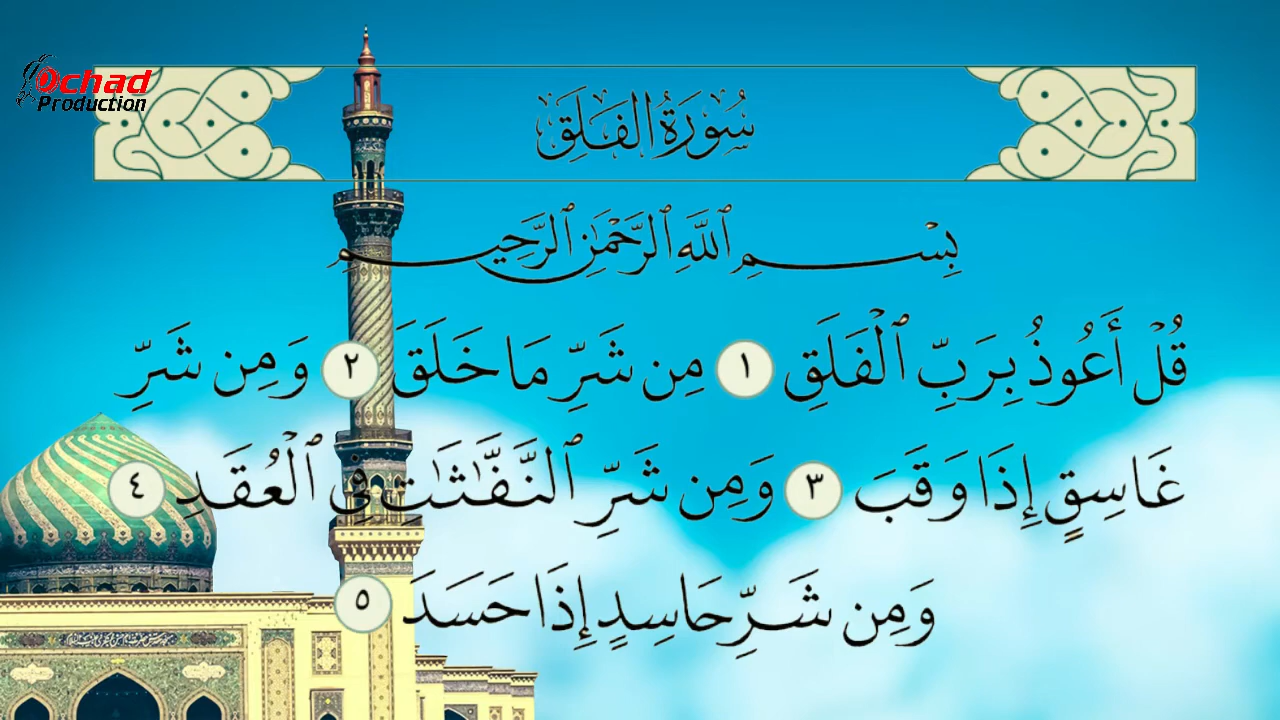 Ochad
Production
سُورَةُ الفَلَقِ
بِسْمِ ٱللَّهِ ٱلرَّحْمَٰنِ ٱلرَّحِيمِ
قُلْ أَعُوذُ بِرَبِّ ٱلْفَلَقِ ١ مِن شَرِّ مَا خَلَقَ ٢ وَمِن شَرِّ
غَاسِقٍ إِذَا وَقَبَ ٣ وَمِن شَرِّ ٱلنَّفَّٰثَٰتِ فِى ٱلْعُقَدِ ٤
وَمِن شَرِّ حَاسِدٍ إِذَا حَسَدَ ٥